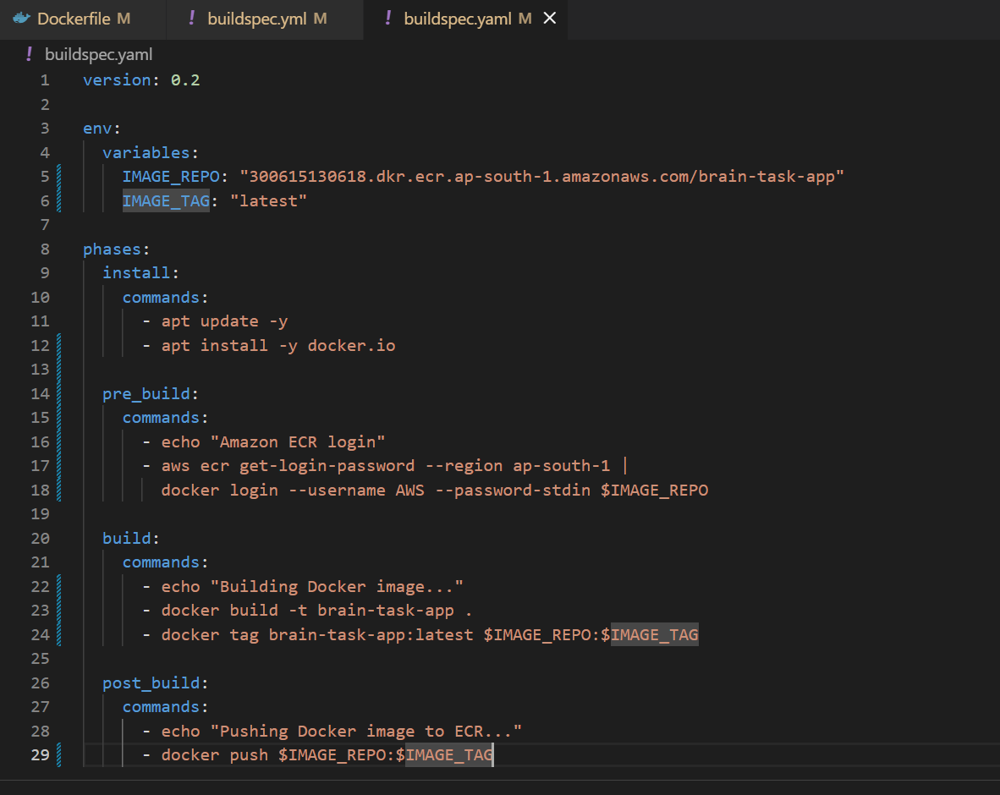 Dockerfile M ! buildspec.yml M ! buildspec.yaml M ×
! buildspec.yaml
1 version: 0.2
2
3 env:
4   variables:
5     IMAGE_REPO: "300615130618.dkr.ecr.ap-south-1.amazonaws.com/brain-task-app"
6     IMAGE_TAG: "latest"
7
8 phases:
9   install:
10     commands:
11       - apt update -y
12       - apt install -y docker.io
13
14   pre_build:
15     commands:
16       - echo "Amazon ECR login"
17       - aws ecr get-login-password --region ap-south-1 |
18         docker login --username AWS --password-stdin $IMAGE_REPO
19
20   build:
21     commands:
22       - echo "Building Docker image..."
23       - docker build -t brain-task-app .
24       - docker tag brain-task-app:latest $IMAGE_REPO:$IMAGE_TAG
25
26   post_build:
27     commands:
28       - echo "Pushing Docker image to ECR..."
29       - docker push $IMAGE_REPO:$IMAGE_TAG